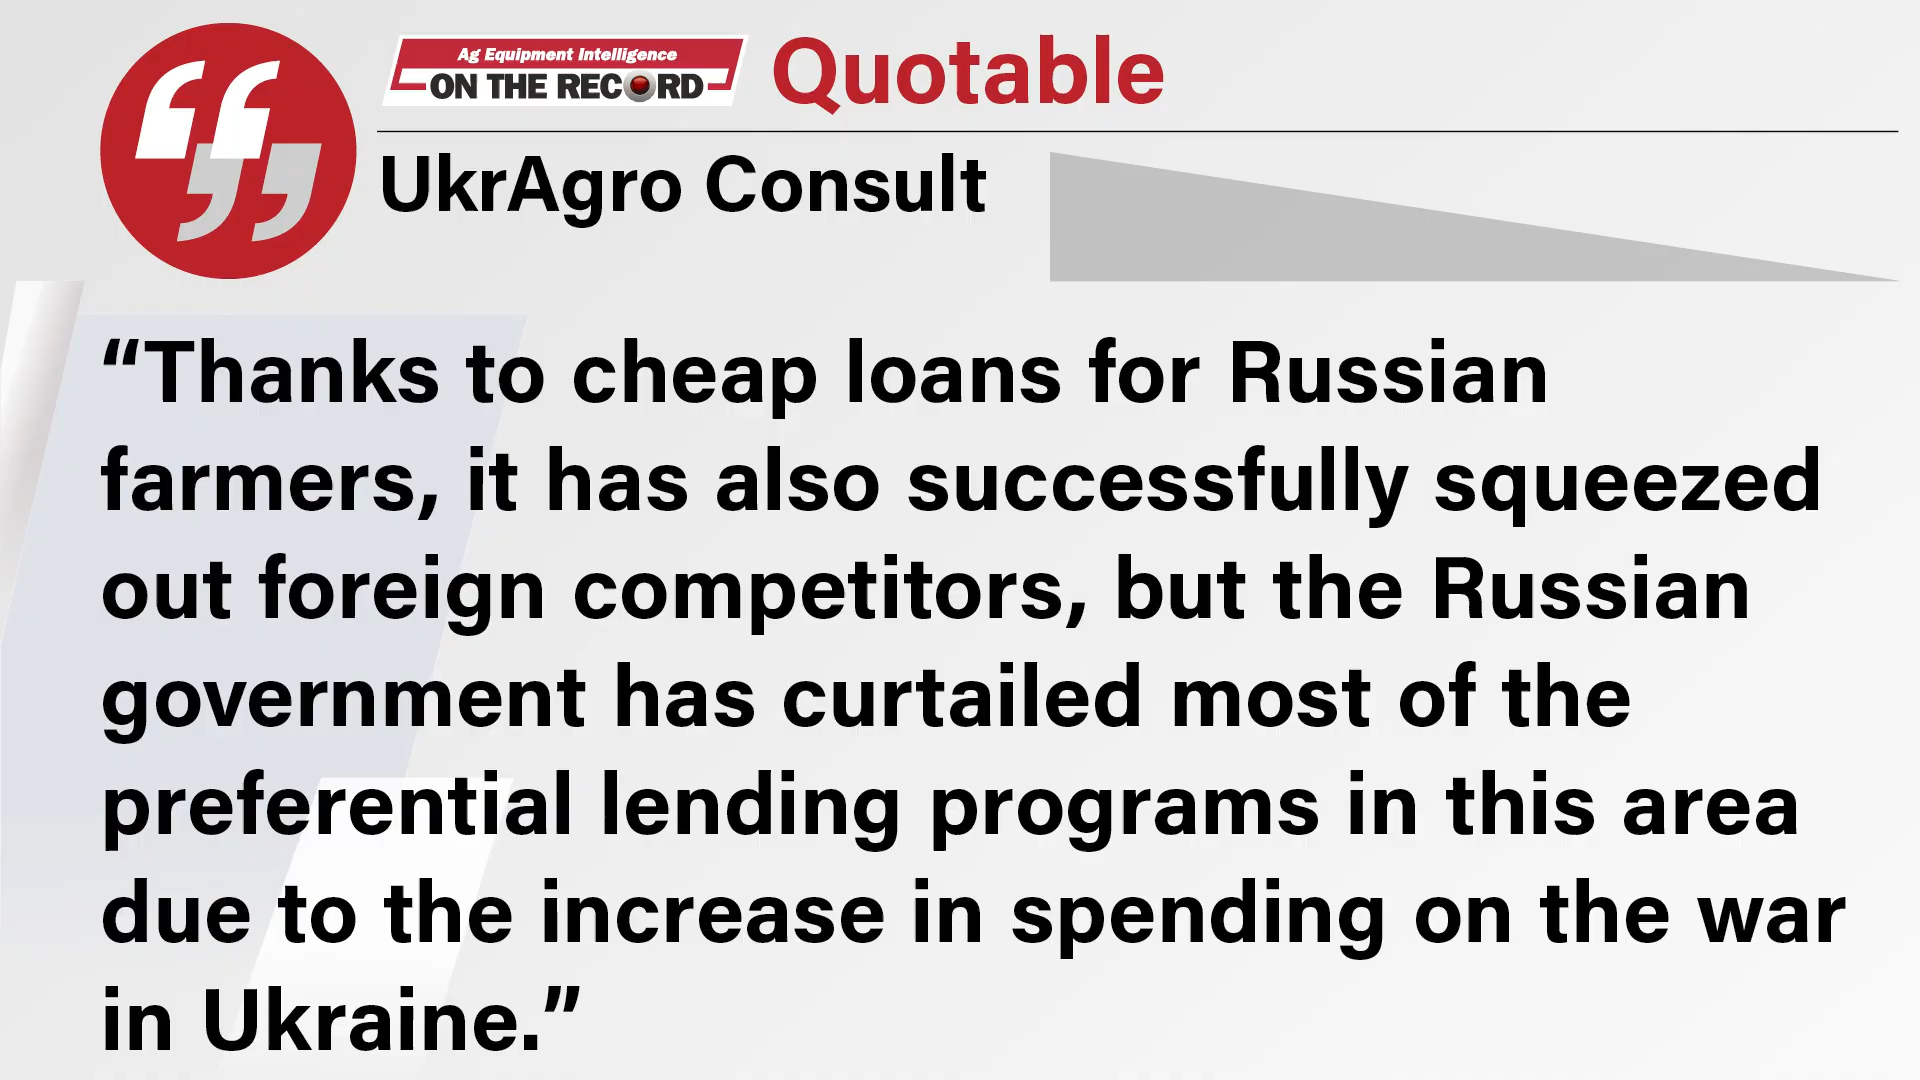 Ag Equipment Intelligence
ON THE RECORD
Quotable
UkrAgro Consult
“Thanks to cheap loans for Russian
farmers, it has also successfully squeezed
out foreign competitors, but the Russian
government has curtailed most of the
preferential lending programs in this area
due to the increase in spending on the war
in Ukraine.”